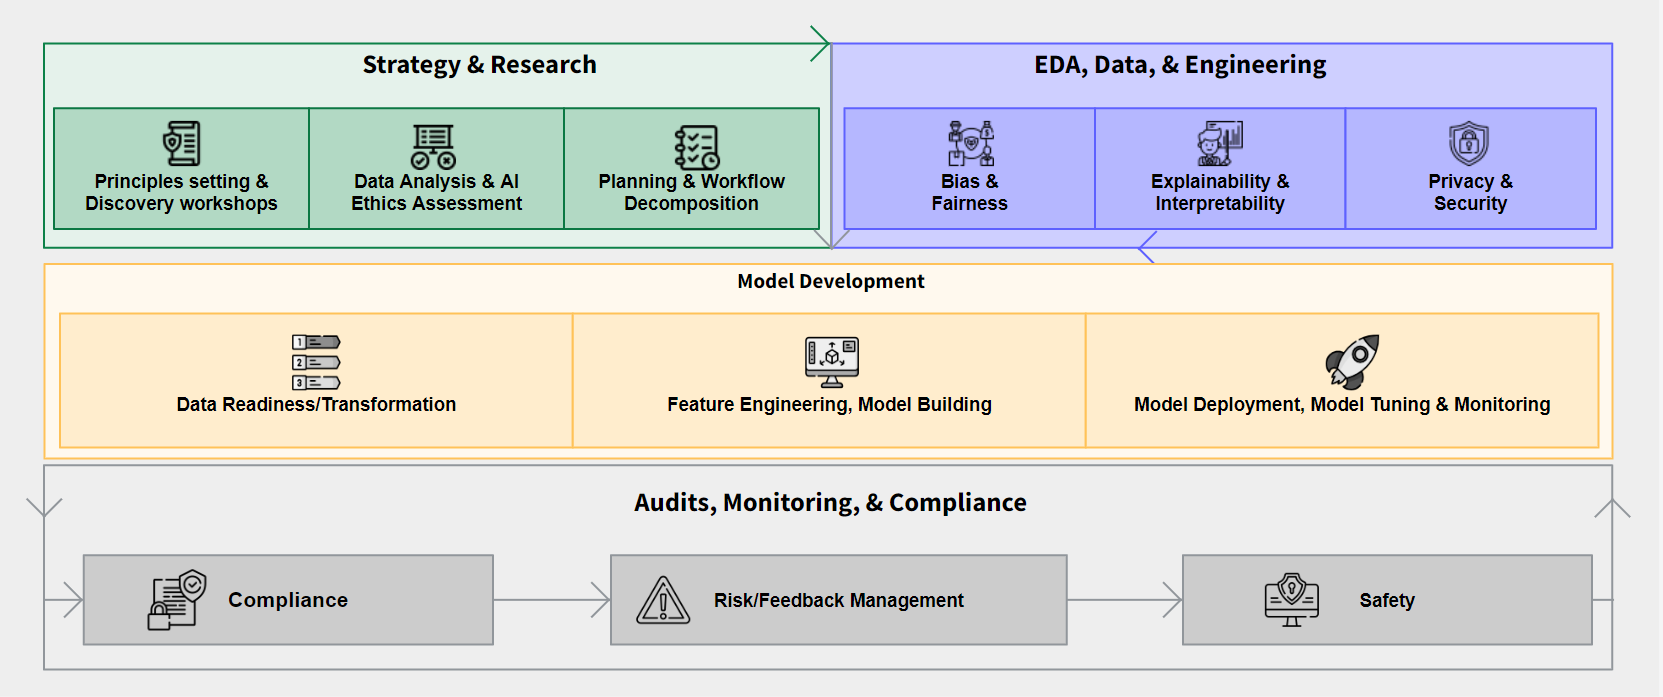 Strategy & Research
EDA, Data, & Engineering
Principles setting &
Discovery workshops
Data Analysis & AI
Ethics Assessment
Planning & Workflow
Decomposition
Bias &
Fairness
Explainability &
Interpretability
Privacy &
Security
Model Development
1
2
3
Data Readiness/Transformation
Feature Engineering, Model Building
Model Deployment, Model Tuning & Monitoring
Audits, Monitoring, & Compliance
Compliance
Risk/Feedback Management
Safety